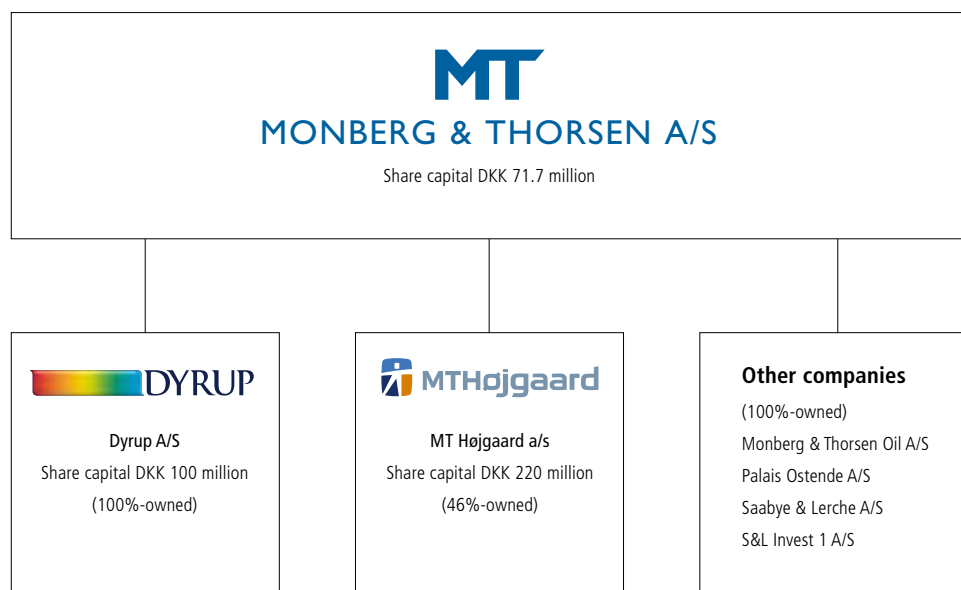 MT
MONBERG & THORSEN A/S
Share capital DKK 71.7 million
DYRUP
Dyrup A/S
Share capital DKK 100 million
(100%-owned)
MTHøjgaard
MT Højgaard a/s
Share capital DKK 220 million
(46%-owned)
Other companies
(100%-owned)
Monberg & Thorsen Oil A/S
Palais Ostende A/S
Saabye & Lerche A/S
S&L Invest 1 A/S